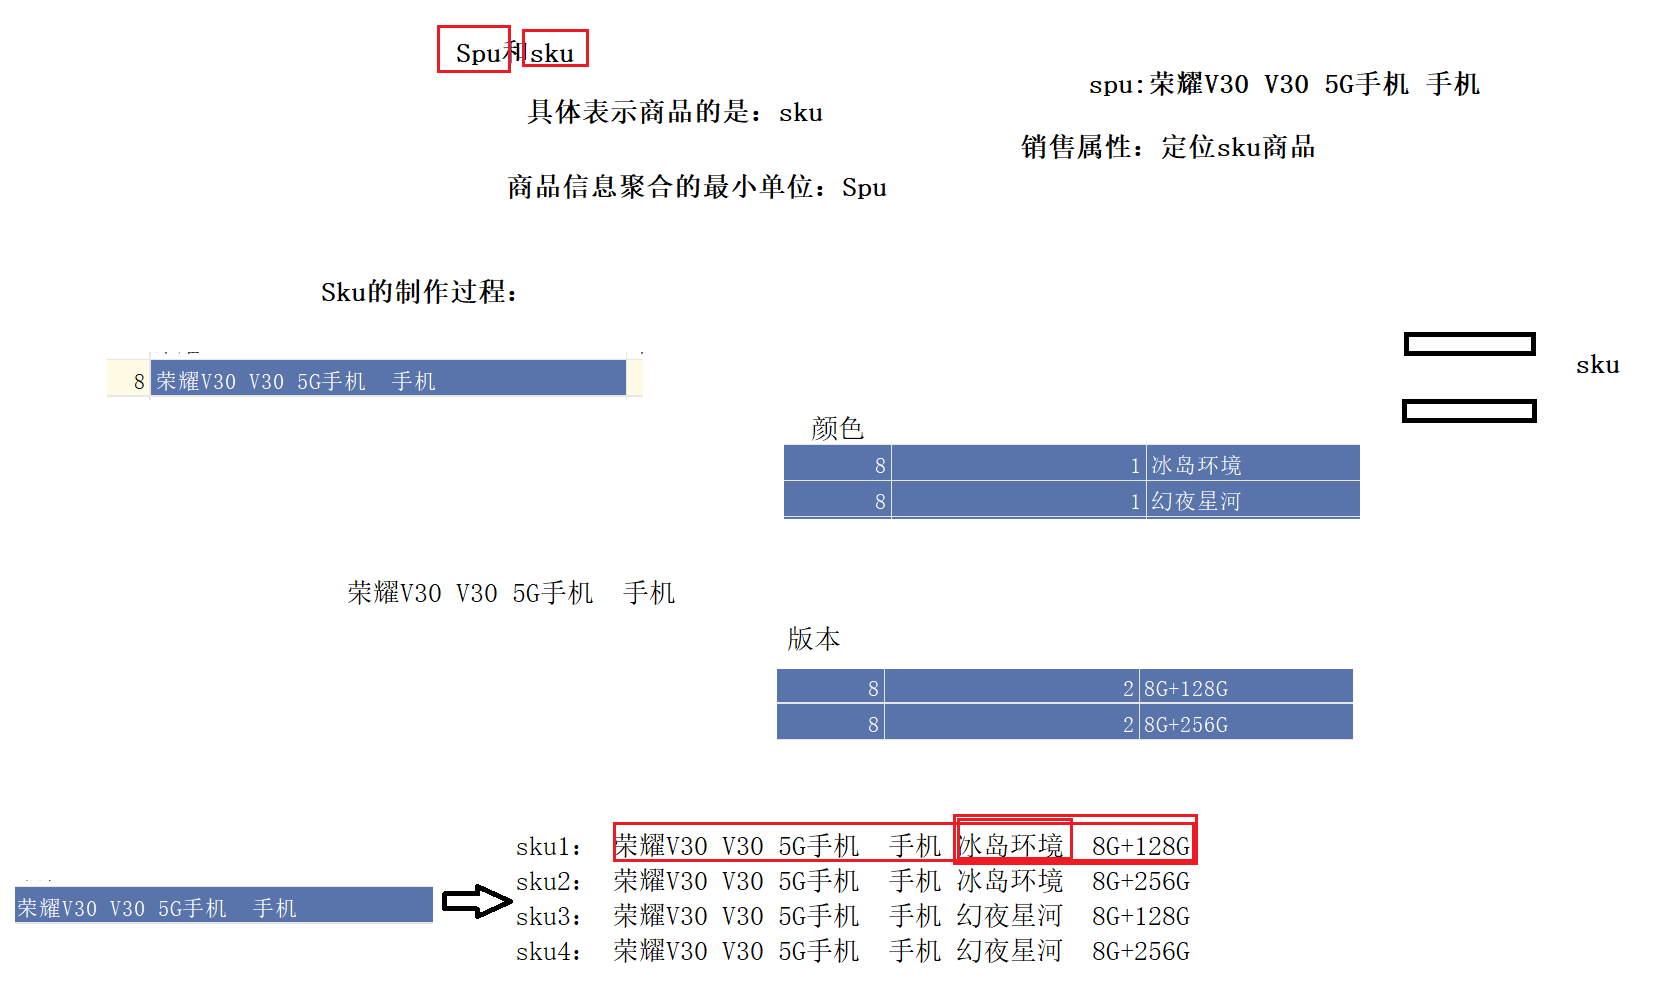 Spu和sku
spu:荣耀V30 V30 5G手机 手机
具体表示商品的是：sku
销售属性：定位sku商品
商品信息聚合的最小单位：Spu
Sku的制作过程：
sku
8 荣耀V30 V30 5G手机 手机
颜色
8 1 冰岛环境
8 1 幻夜星河
荣耀V30 V30 5G手机 手机
版本
8 2 8G+128G
8 2 8G+256G
sku1： 荣耀V30 V30 5G手机 手机 冰岛环境 8G+128G
sku2： 荣耀V30 V30 5G手机 手机 冰岛环境 8G+256G
荣耀V30 V30 5G手机 手机
sku3： 荣耀V30 V30 5G手机 手机 幻夜星河 8G+128G
sku4： 荣耀V30 V30 5G手机 手机 幻夜星河 8G+256G